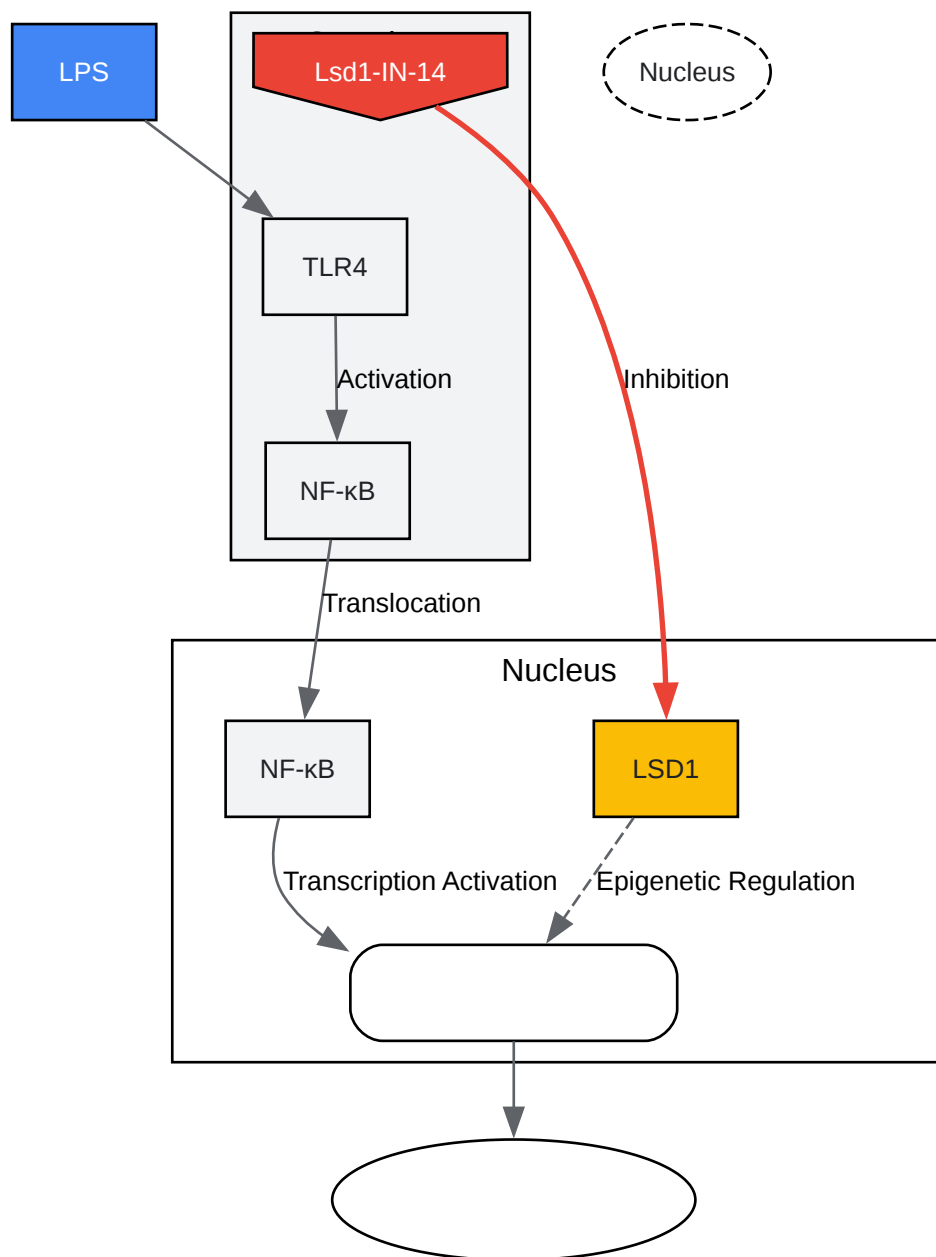 LPS
Lsd1-IN-14
Nucleus
TLR4
Activation
Inhibition
NF-κB
Translocation
Nucleus
NF-κB
LSD1
Transcription Activation
Epigenetic Regulation